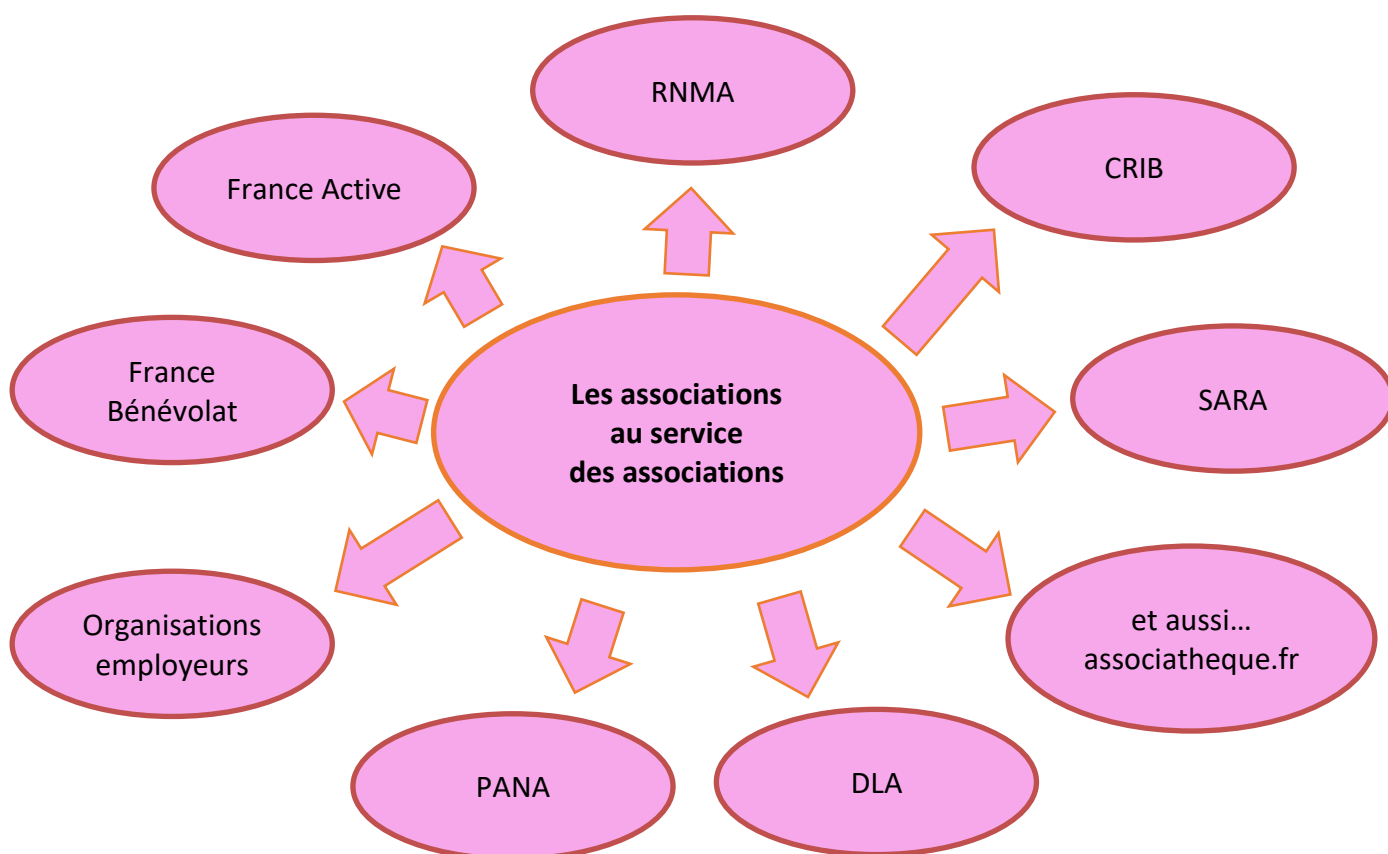 RNMA
CRIB
France Active
France
Bénévolat
Les associations
au service
des associations
SARA
Organisations
employeurs
et aussi…
associatheque.fr
PANA
DLA